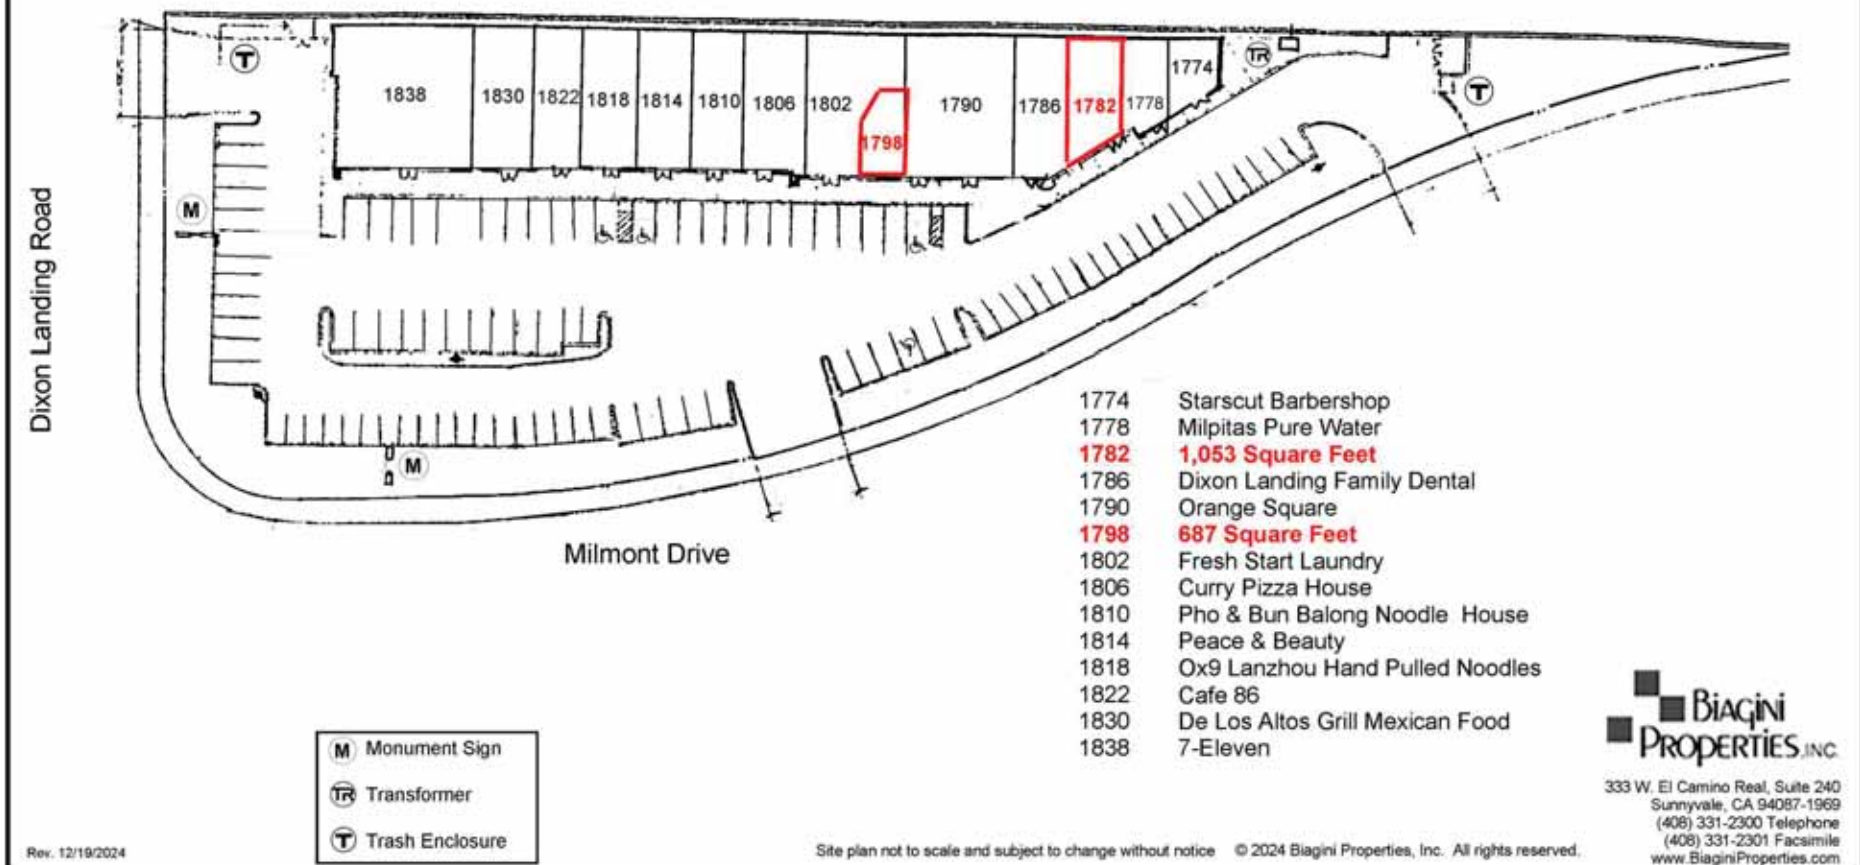 T
TR
T
1838
1830
1822
1818
1814
1810
1806
1802
1798
1790
1786
1782
1778
1774
M
Dixon Landing Road
M
Milmont Drive
1774 Starscut Barbershop
1778 Milpitas Pure Water
1782 1,053 Square Feet
1786 Dixon Landing Family Dental
1790 Orange Square
1798 687 Square Feet
1802 Fresh Start Laundry
1806 Curry Pizza House
1810 Pho & Bun Balong Noodle House
1814 Peace & Beauty
1818 Ox9 Lanzhou Hand Pulled Noodles
1822 Cafe 86
1830 De Los Altos Grill Mexican Food
1838 7-Eleven
M Monument Sign
TR Transformer
T Trash Enclosure
BiAGiNi
PROPERTiES, INC.
333 W. El Camino Real, Suite 240
Sunnyvale, CA 94087-1969
(408) 331-2300 Telephone
(408) 331-2301 Facsimile
www.BiaginiProperties.com
Rev. 12/19/2024
Site plan not to scale and subject to change without notice © 2024 Biagini Properties, Inc. All rights reserved.